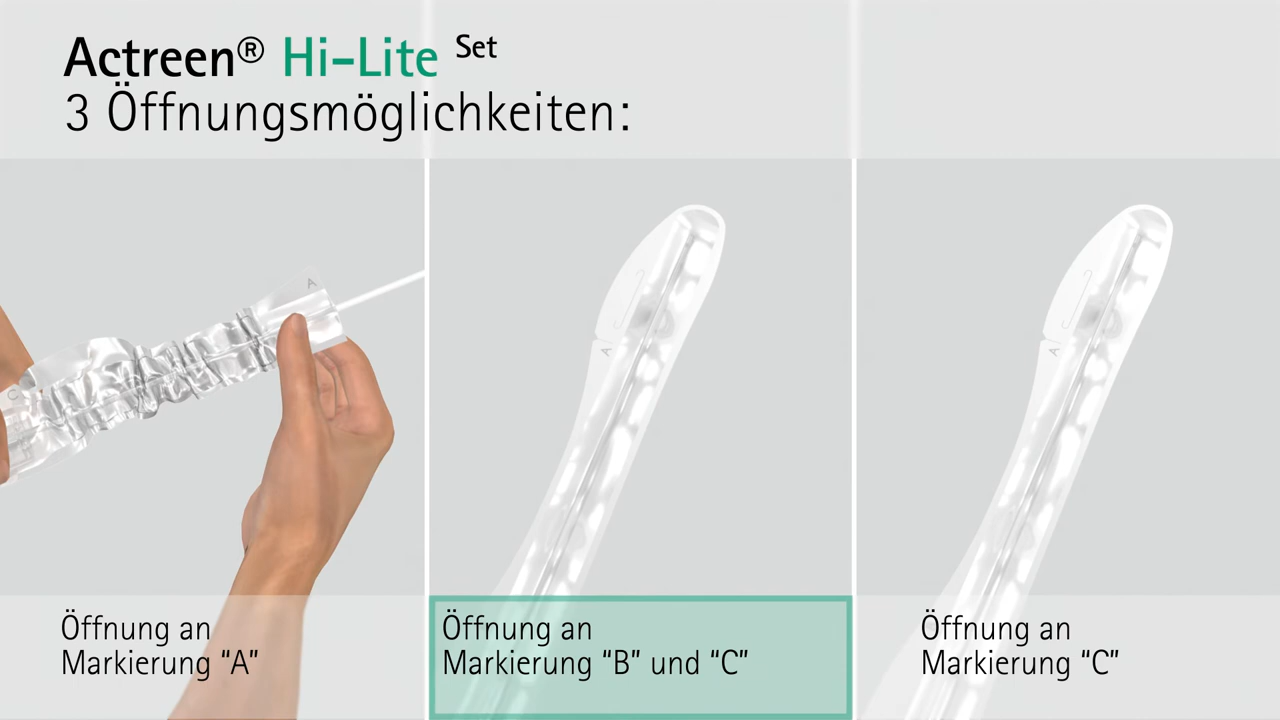 Actreen® Hi-Lite Set
3 Öffnungsmöglichkeiten:
A
C
A
A
Öffnung an
Markierung “A”
Öffnung an
Markierung “B” und “C”
Öffnung an
Markierung “C”